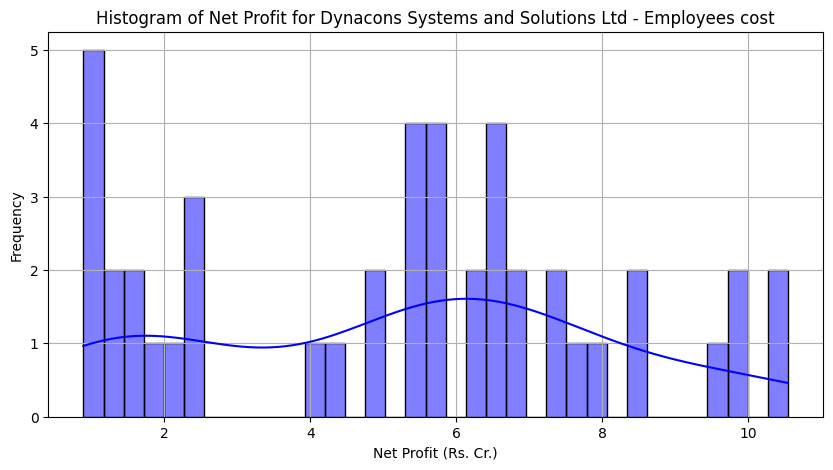 Histogram of Net Profit for Dynacons Systems and Solutions Ltd - Employees cost
5
4
3
2
1
0
Frequency
2 4 6 8 10
Net Profit (Rs. Cr.)